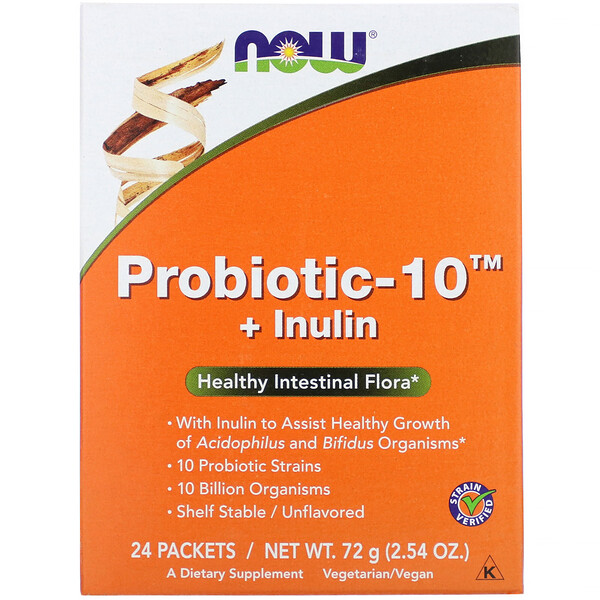 now®
Probiotic-10™
+ Inulin
Healthy Intestinal Flora*
• With Inulin to Assist Healthy Growth
of Acidophilus and Bifidus Organisms*
• 10 Probiotic Strains
• 10 Billion Organisms
• Shelf Stable / Unflavored
STRAIN
VERIFIED
24 PACKETS / NET WT. 72 g (2.54 OZ.)
A Dietary Supplement Vegetarian/Vegan
K